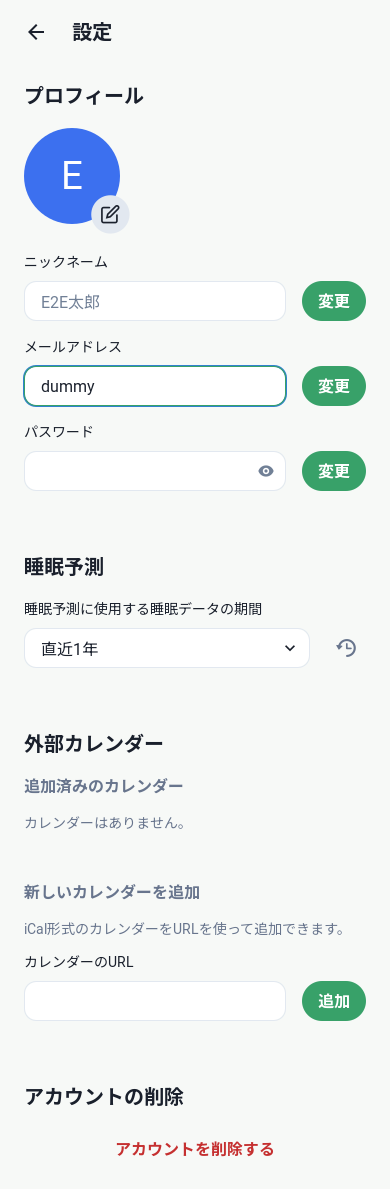 設定
プロフィール
E
ニックネーム
E2E太郎
変更
メールアドレス
dummy
変更
パスワード
変更
睡眠予測
睡眠予測に使用する睡眠データの期間
直近1年
外部カレンダー
追加済みのカレンダー
カレンダーはありません。
新しいカレンダーを追加
iCal形式のカレンダーをURLを使って追加できます。
カレンダーのURL
追加
アカウントの削除
アカウントを削除する